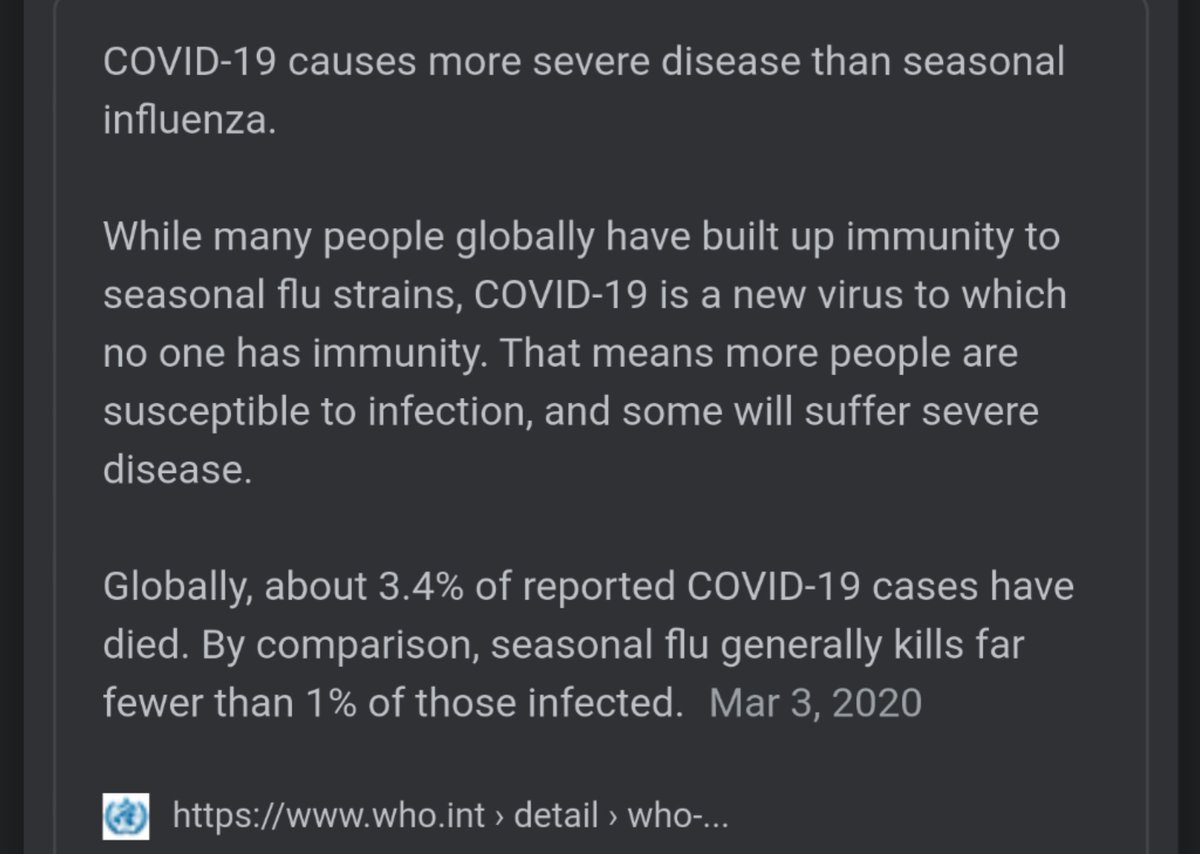 COVID-19 causes more severe disease than seasonal
influenza.
While many people globally have built up immunity to
seasonal flu strains, COVID-19 is a new virus to which
no one has immunity. That means more people are
susceptible to infection, and some will suffer severe
disease.
Globally, about 3.4% of reported COVID-19 cases have
died. By comparison, seasonal flu generally kills far
fewer than 1% of those infected. Mar 3, 2020
https://www.who.int › detail › who-...